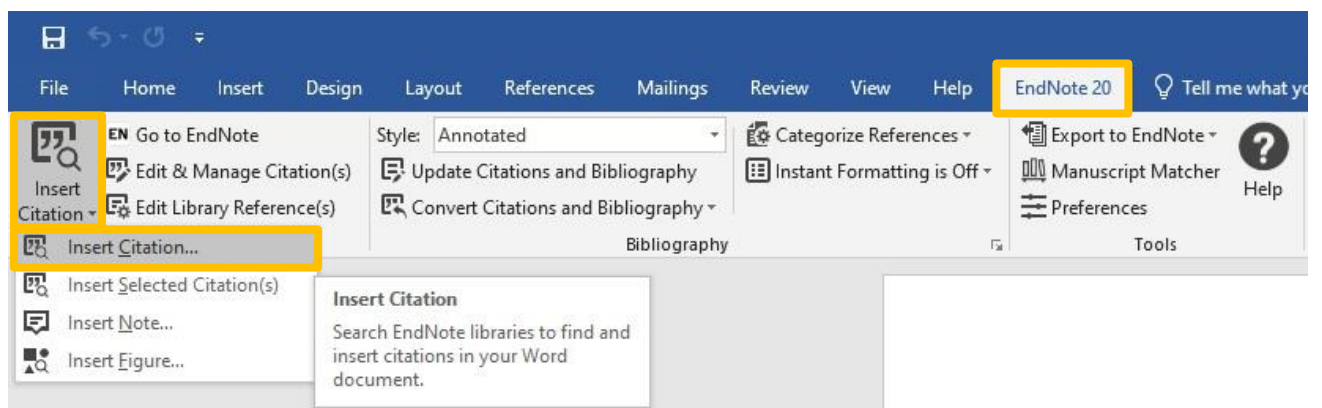 File Home Insert Design Layout References Mailings Review View Help EndNote 20 Tell me what
Insert Citation
EN Go to EndNote
Edit & Manage Citation(s)
Edit Library Reference(s)
Style: Annotated
Update Citations and Bibliography
Convert Citations and Bibliography
Categorize References
Instant Formatting is Off
Bibliography
Export to EndNote
Manuscript Matcher
Preferences
Tools
Help
Insert Citation...
Insert Selected Citation(s)
Insert Note...
Insert Figure...
Insert Citation
Search EndNote libraries to find and
insert citations in your Word
document.